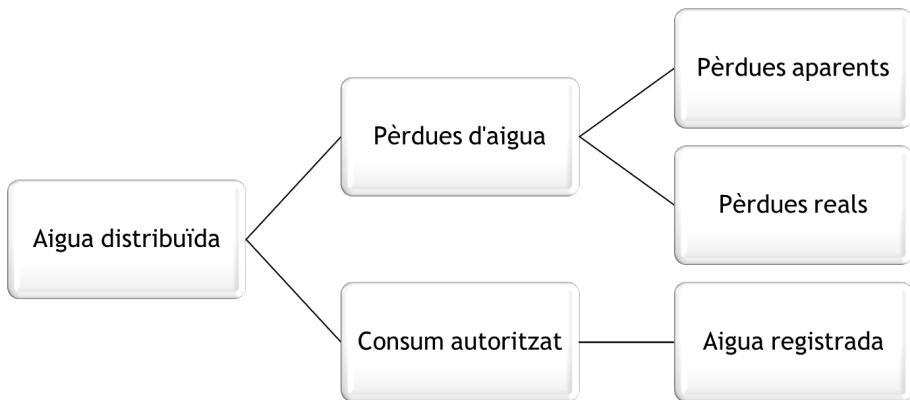 Aigua distribuïda
Pèrdues d'aigua
Pèrdues aparents
Pèrdues reals
Consum autoritzat
Aigua registrada